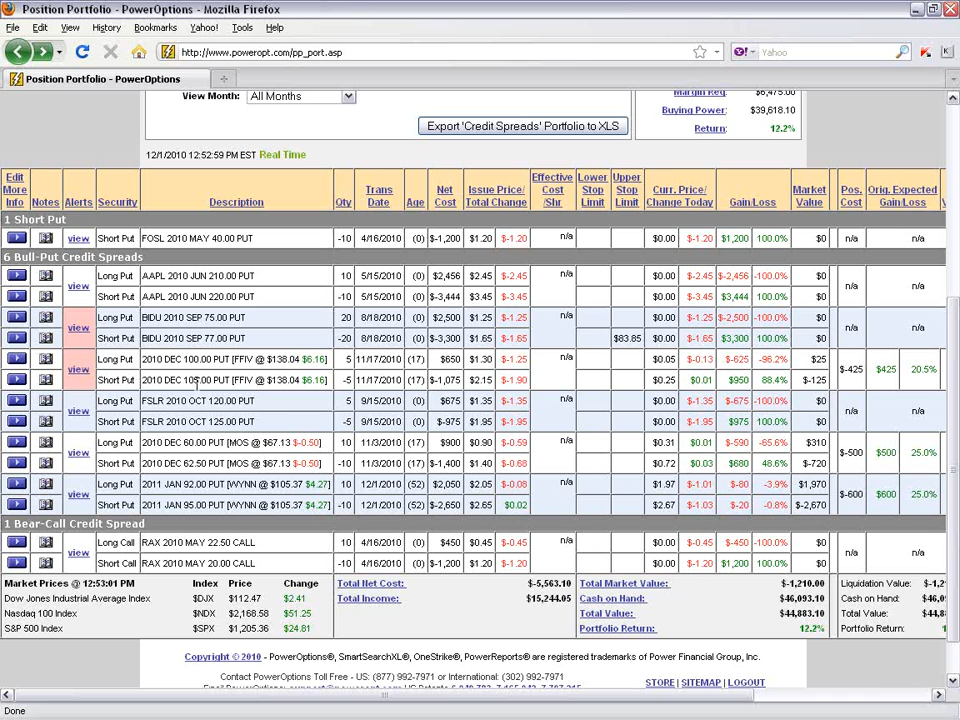 Position Portfolio - PowerOptions - Mozilla Firefox
File Edit View History Bookmarks Yahoo! Tools Help
http://www.poweropt.com/pp_port.asp
Yahoo
Position Portfolio - PowerOptions
View Month: All Months
Margin Req: $6,475.00
Buying Power: $39,618.10
Export 'Credit Spreads' Portfolio to XLS
Return: 12.2%
12/1/2010 12:52:59 PM EST Real Time
Edit More Info Notes Alerts Security Description Qty Trans Date Age Net Cost Issue Price/ Total Change Effective Cost /Shr Lower Stop Limit Upper Stop Limit Curr. Price/ Change Today Gain/Loss Market Value Pos. Cost Orig. Expected Gain/Loss
1 Short Put
view Short Put FOSL 2010 MAY 40.00 PUT -10 4/16/2010 (0) $-1,200 $1.20 $-1.20 n/a $0.00 $-1.20 $1,200 100.0% $0 n/a n/a
6 Bull-Put Credit Spreads
view Long Put AAPL 2010 JUN 210.00 PUT 10 5/15/2010 (0) $2,456 $2.45 $-2.45 n/a $0.00 $-2.45 $-2,456 -100.0% $0 n/a n/a
Short Put AAPL 2010 JUN 220.00 PUT -10 5/15/2010 (0) $-3,444 $3.45 $-3.45 $0.00 $-3.45 $3,444 100.0% $0
view Long Put BIDU 2010 SEP 75.00 PUT 20 8/18/2010 (0) $2,500 $1.25 $-1.25 n/a $0.00 $-1.25 $-2,500 -100.0% $0 n/a n/a
Short Put BIDU 2010 SEP 77.00 PUT -20 8/18/2010 (0) $-3,300 $1.65 $-1.65 $83.85 $0.00 $-1.65 $3,300 100.0% $0
view Long Put 2010 DEC 100.00 PUT [FFIV @ $138.04 $6.16] 5 11/17/2010 (17) $650 $1.30 $-1.25 n/a $0.05 $-0.13 $-625 -96.2% $25 $-425 $425 20.5%
Short Put 2010 DEC 105.00 PUT [FFIV @ $138.04 $6.16] -5 11/17/2010 (17) $-1,075 $2.15 $-1.90 $0.25 $0.01 $950 88.4% $-125
view Long Put FSLR 2010 OCT 120.00 PUT 5 9/15/2010 (0) $675 $1.35 $-1.35 n/a $0.00 $-1.35 $-675 -100.0% $0 n/a n/a
Short Put FSLR 2010 OCT 125.00 PUT -5 9/15/2010 (0) $-975 $1.95 $-1.95 $0.00 $-1.95 $975 100.0% $0
view Long Put 2010 DEC 60.00 PUT [MOS @ $67.13 $-0.50] 10 11/3/2010 (17) $900 $0.90 $-0.59 n/a $0.31 $0.01 $-590 -65.6% $310 $-500 $500 25.0%
Short Put 2010 DEC 62.50 PUT [MOS @ $67.13 $-0.50] -10 11/3/2010 (17) $-1,400 $1.40 $-0.68 $0.72 $0.03 $680 48.6% $-720
view Long Put 2011 JAN 92.00 PUT [WYNN @ $105.37 $4.27] 10 12/1/2010 (52) $2,050 $2.05 $-0.08 n/a $1.97 $-1.01 $-80 -3.9% $1,970 $-600 $600 25.0%
Short Put 2011 JAN 95.00 PUT [WYNN @ $105.37 $4.27] -10 12/1/2010 (52) $-2,650 $2.65 $0.02 $2.67 $-1.03 $-20 -0.8% $-2,670
1 Bear-Call Credit Spread
view Long Call RAX 2010 MAY 22.50 CALL 10 4/16/2010 (0) $450 $0.45 $-0.45 n/a $0.00 $-0.45 $-450 -100.0% $0 n/a n/a
Short Call RAX 2010 MAY 20.00 CALL -10 4/16/2010 (0) $-1,200 $1.20 $-1.20 $0.00 $-1.20 $1,200 100.0% $0
Market Prices @ 12:53:01 PM Index Price Change Total Net Cost: $-5,563.10 Total Market Value: $-1,210.00 Liquidation Value: $-1,2
Dow Jones Industrial Average Index $DJX $112.47 $2.41 Total Income: $15,244.05 Cash on Hand: $46,093.10 Cash on Hand: $46,0
Nasdaq 100 Index $NDX $2,168.58 $51.25 Total Value: $44,883.10 Total Value: $44,8
S&P 500 Index $SPX $1,205.36 $24.81 Portfolio Return: 12.2% Portfolio Return: 12
Copyright © 2010 - PowerOptions®, SmartSearchXL®, OneStrike®, PowerReports® are registered trademarks of Power Financial Group, Inc.
Contact PowerOptions Toll Free - US: (877) 992-7971 or International: (302) 992-7971
STORE | SITEMAP | LOGOUT
Done